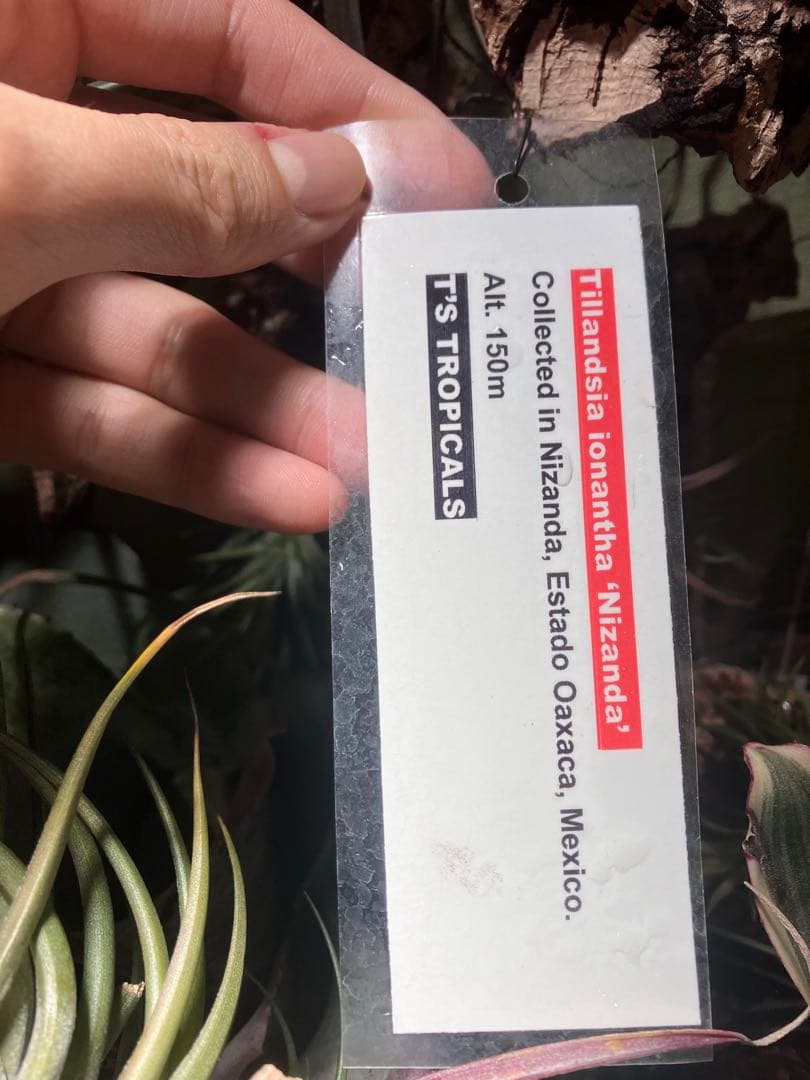 Tillandsia ionantha ‘Nizanda’
Collected in Nizanda, Estado Oaxaca, Mexico.
Alt. 150m
T'S TROPICALS